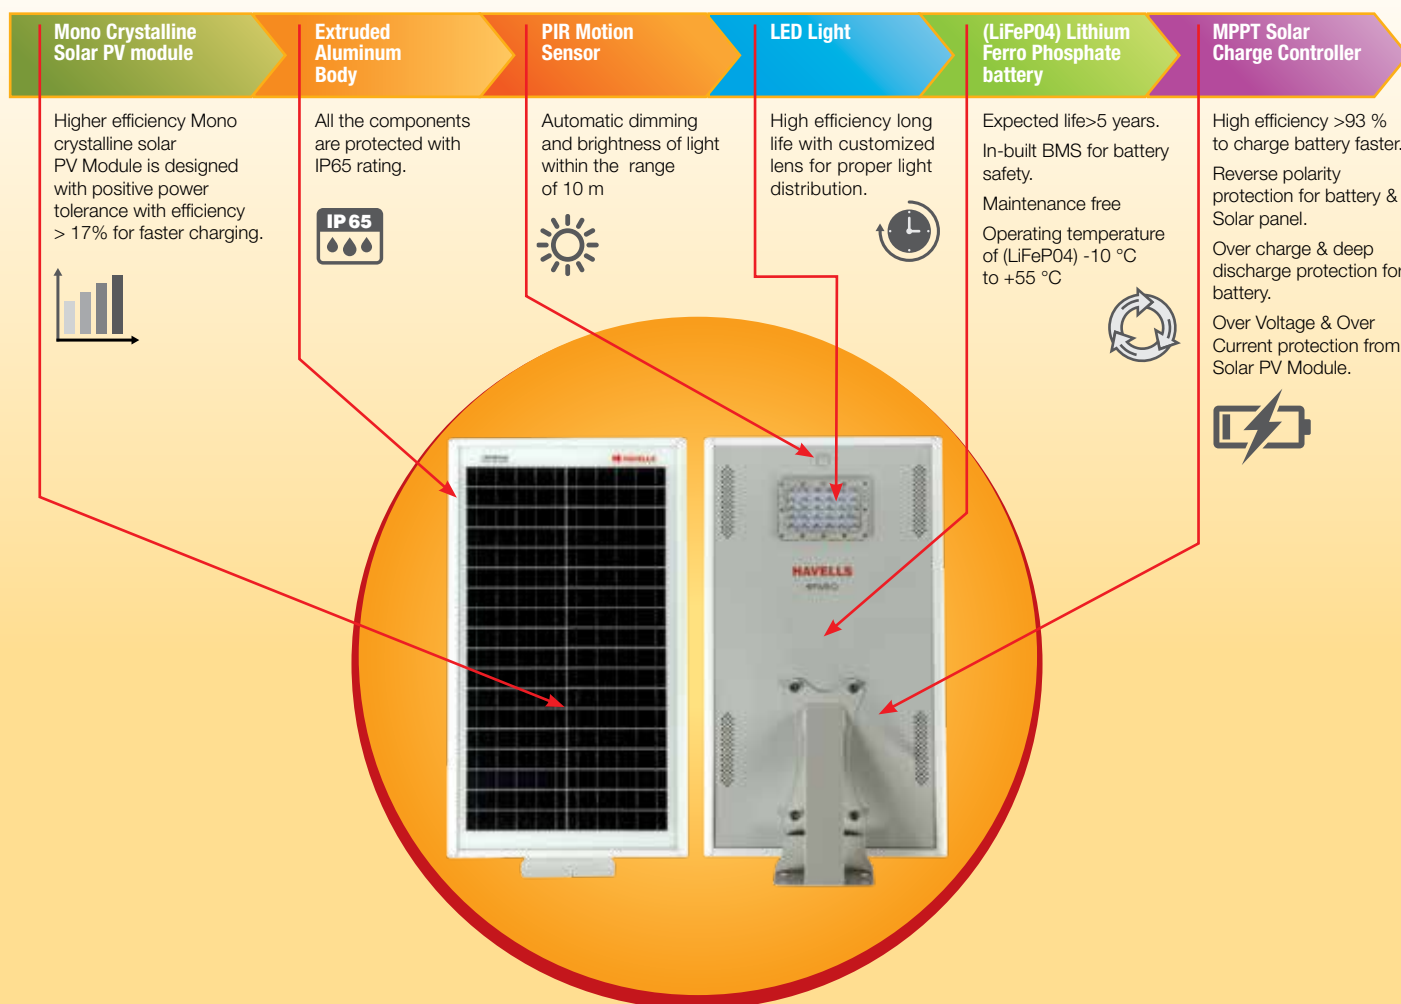 Mono Crystalline
Solar PV module
Extruded
Aluminum
Body
PIR Motion
Sensor
LED Light
(LiFeP04) Lithium
Ferro Phosphate
battery
MPPT Solar
Charge Controller
Higher efficiency Mono
crystalline solar
PV Module is designed
with positive power
tolerance with efficiency
> 17% for faster charging.
All the components
are protected with
IP65 rating.
IP 65
Automatic dimming
and brightness of light
within the range
of 10 m
High efficiency long
life with customized
lens for proper light
distribution.
Expected life>5 years.
In-built BMS for battery
safety.
Maintenance free
Operating temperature
of (LiFeP04) -10 °C
to +55 °C
High efficiency >93 %
to charge battery faster.
Reverse polarity
protection for battery &
Solar panel.
Over charge & deep
discharge protection for
battery.
Over Voltage & Over
Current protection from
Solar PV Module.
HAVELLS
HAVELLS